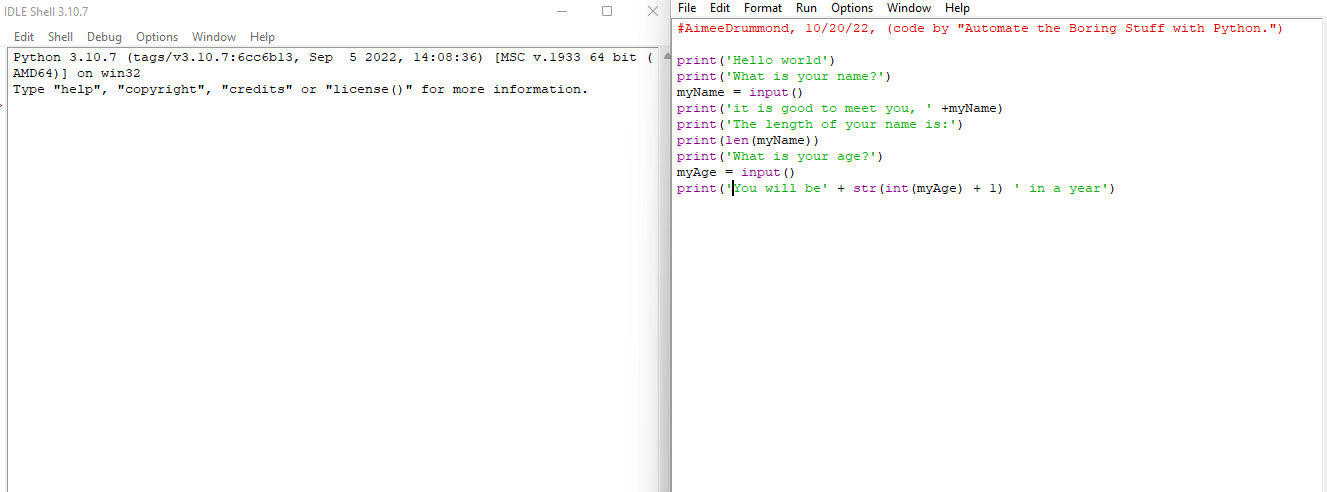 IDLE Shell 3.10.7
Edit Shell Debug Options Window Help
Python 3.10.7 (tags/v3.10.7:6cc6b13, Sep  5 2022, 14:08:36) [MSC v.1933 64 bit (
AMD64)] on win32
Type "help", "copyright", "credits" or "license()" for more information.
File Edit Format Run Options Window Help
#AimeeDrummond, 10/20/22, (code by "Automate the Boring Stuff with Python.")
print('Hello world')
print('What is your name?')
myName = input()
print('it is good to meet you, ' +myName)
print('The length of your name is:')
print(len(myName))
print('What is your age?')
myAge = input()
print('You will be' + str(int(myAge) + 1) ' in a year')